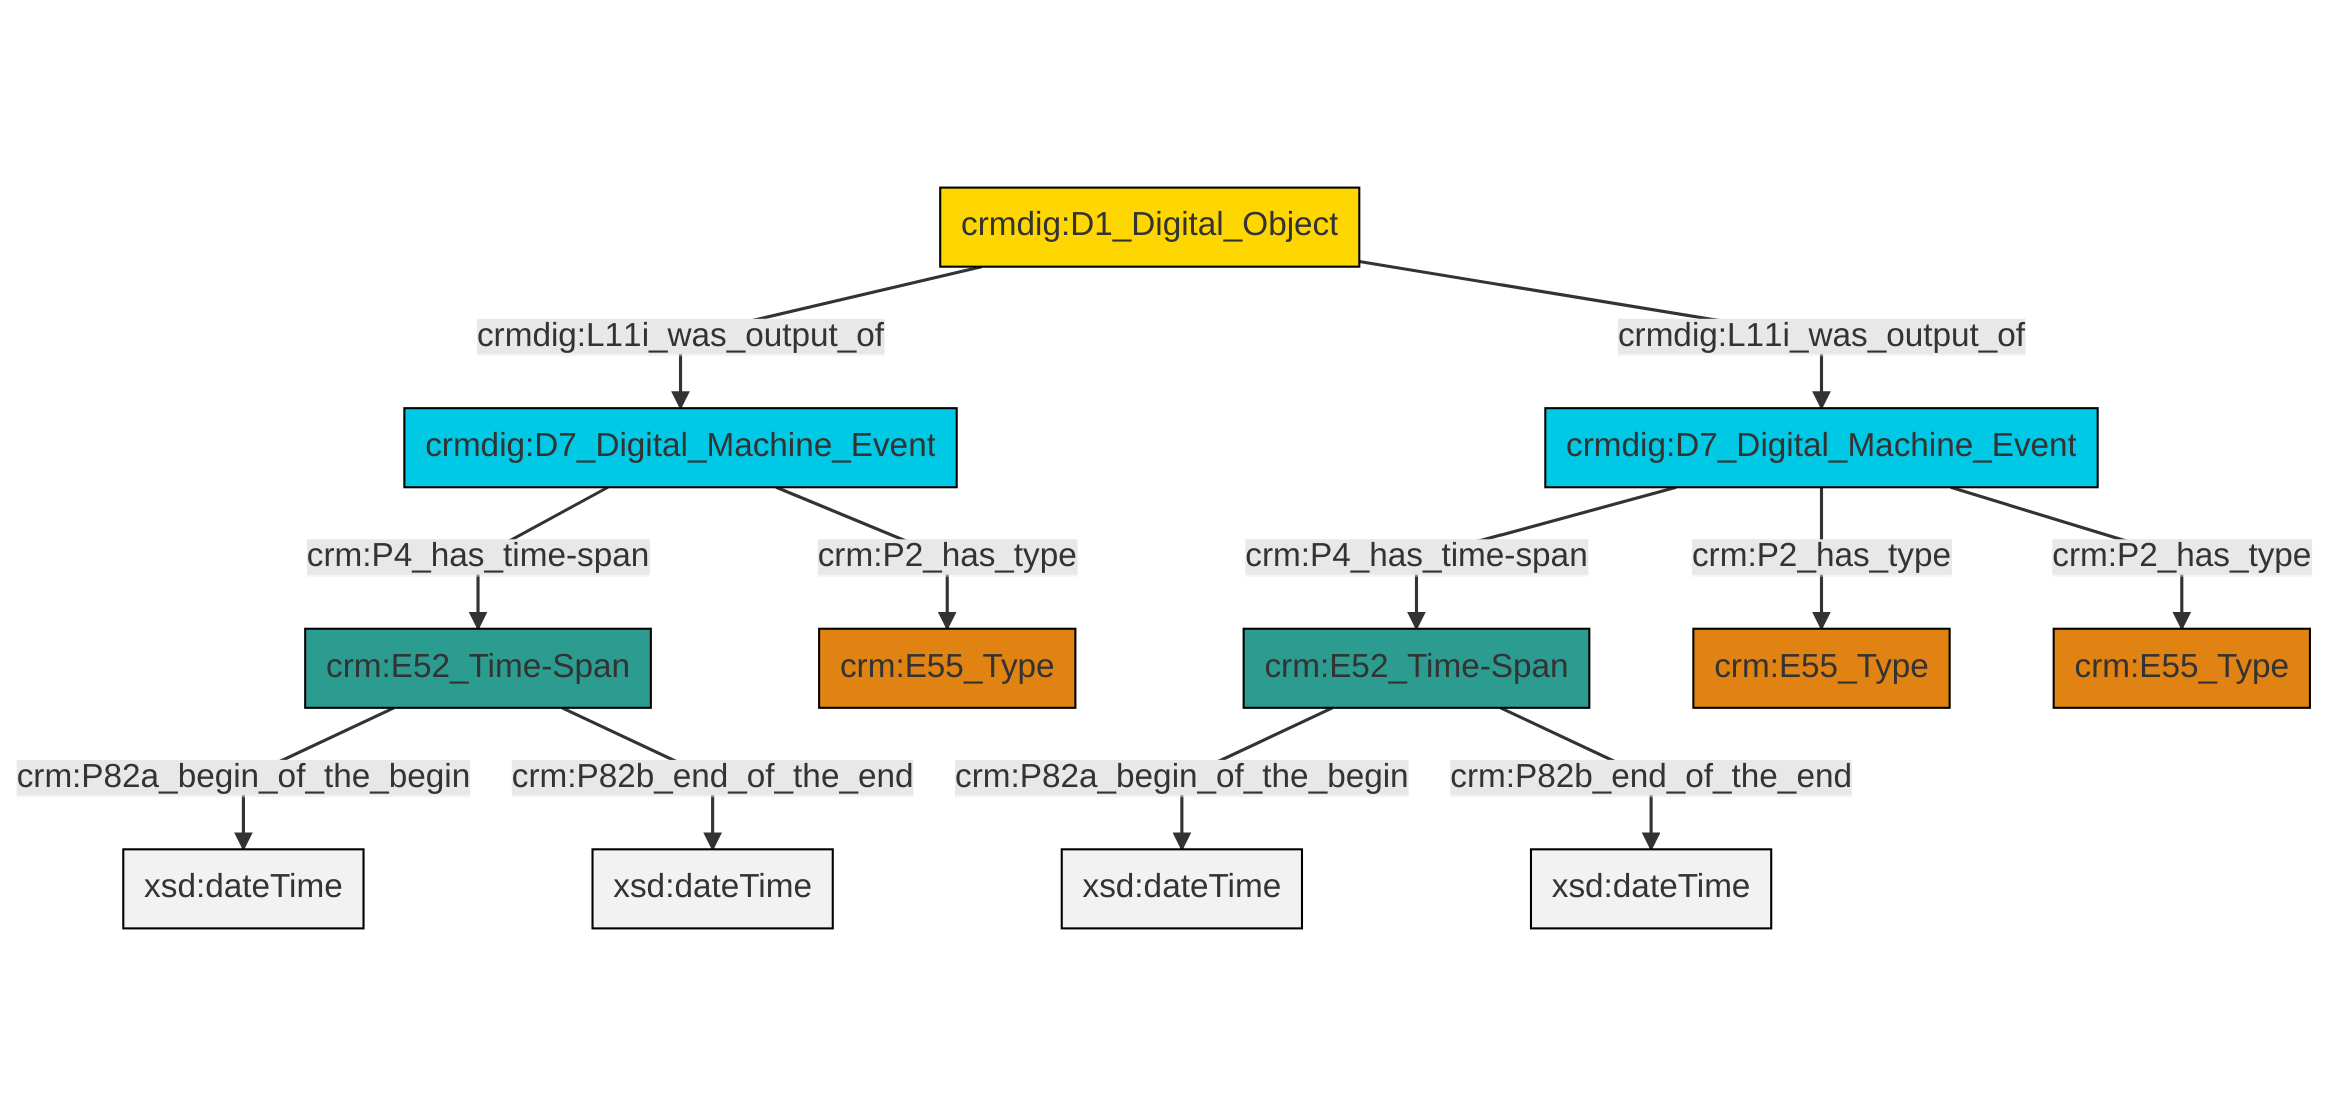 crmdig:D1_Digital_Object
crmdig:L11i_was_output_of
crmdig:L11i_was_output_of
crmdig:D7_Digital_Machine_Event
crmdig:D7_Digital_Machine_Event
crm:P4_has_time-span
crm:P2_has_type
crm:P4_has_time-span
crm:P2_has_type
crm:P2_has_type
crm:E52_Time-Span
crm:E55_Type
crm:E52_Time-Span
crm:E55_Type
crm:E55_Type
crm:P82a_begin_of_the_begin
crm:P82b_end_of_the_end
crm:P82a_begin_of_the_begin
crm:P82b_end_of_the_end
xsd:dateTime
xsd:dateTime
xsd:dateTime
xsd:dateTime